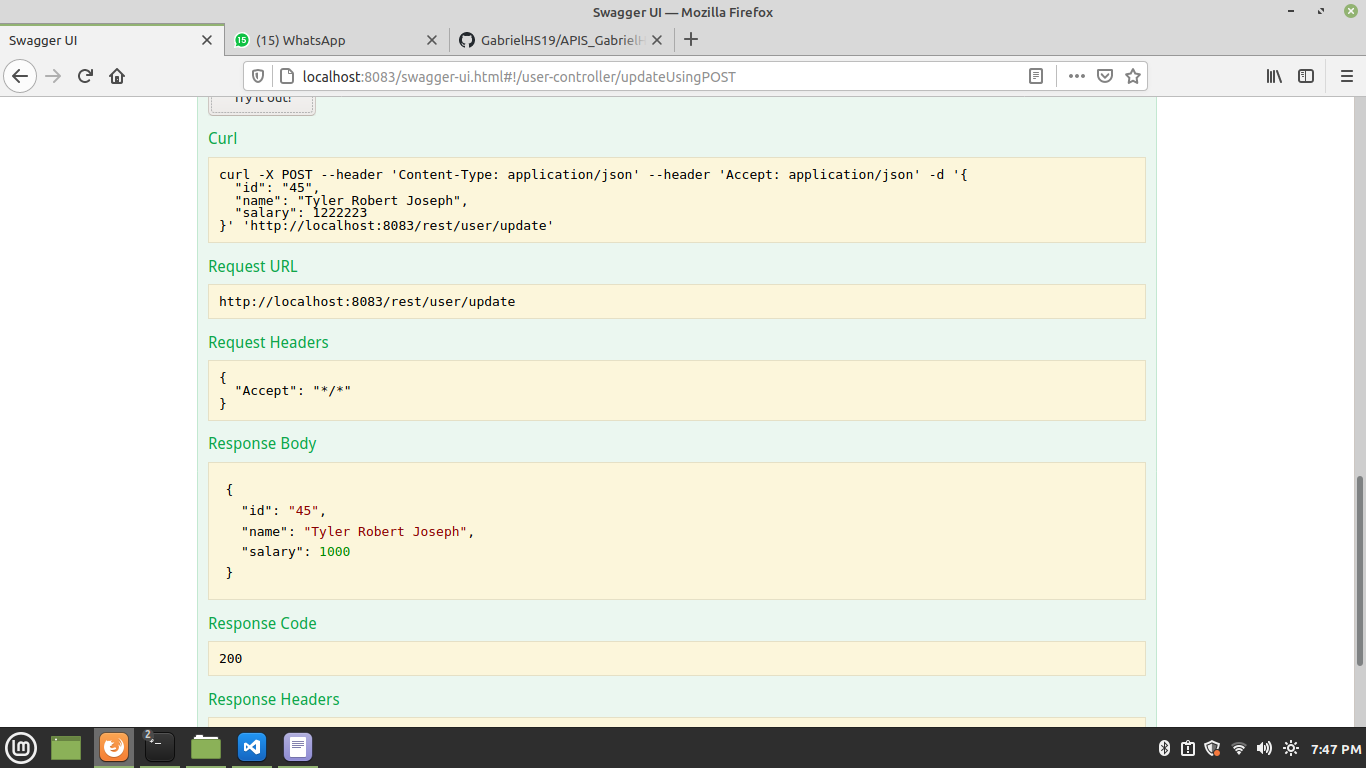 Swagger UI — Mozilla Firefox
Swagger UI
15
(15) WhatsApp
GabrielHS19/APIS_GabrielH
localhost:8083/swagger-ui.html#!/user-controller/updateUsingPOST
Try it out!
Curl
curl -X POST --header 'Content-Type: application/json' --header 'Accept: application/json' -d '{
"id": "45",
"name": "Tyler Robert Joseph",
"salary": 1222223
}' 'http://localhost:8083/rest/user/update'
Request URL
http://localhost:8083/rest/user/update
Request Headers
{
"Accept": "*/*"
}
Response Body
{
"id": "45",
"name": "Tyler Robert Joseph",
"salary": 1000
}
Response Code
200
Response Headers
2
7:47 PM